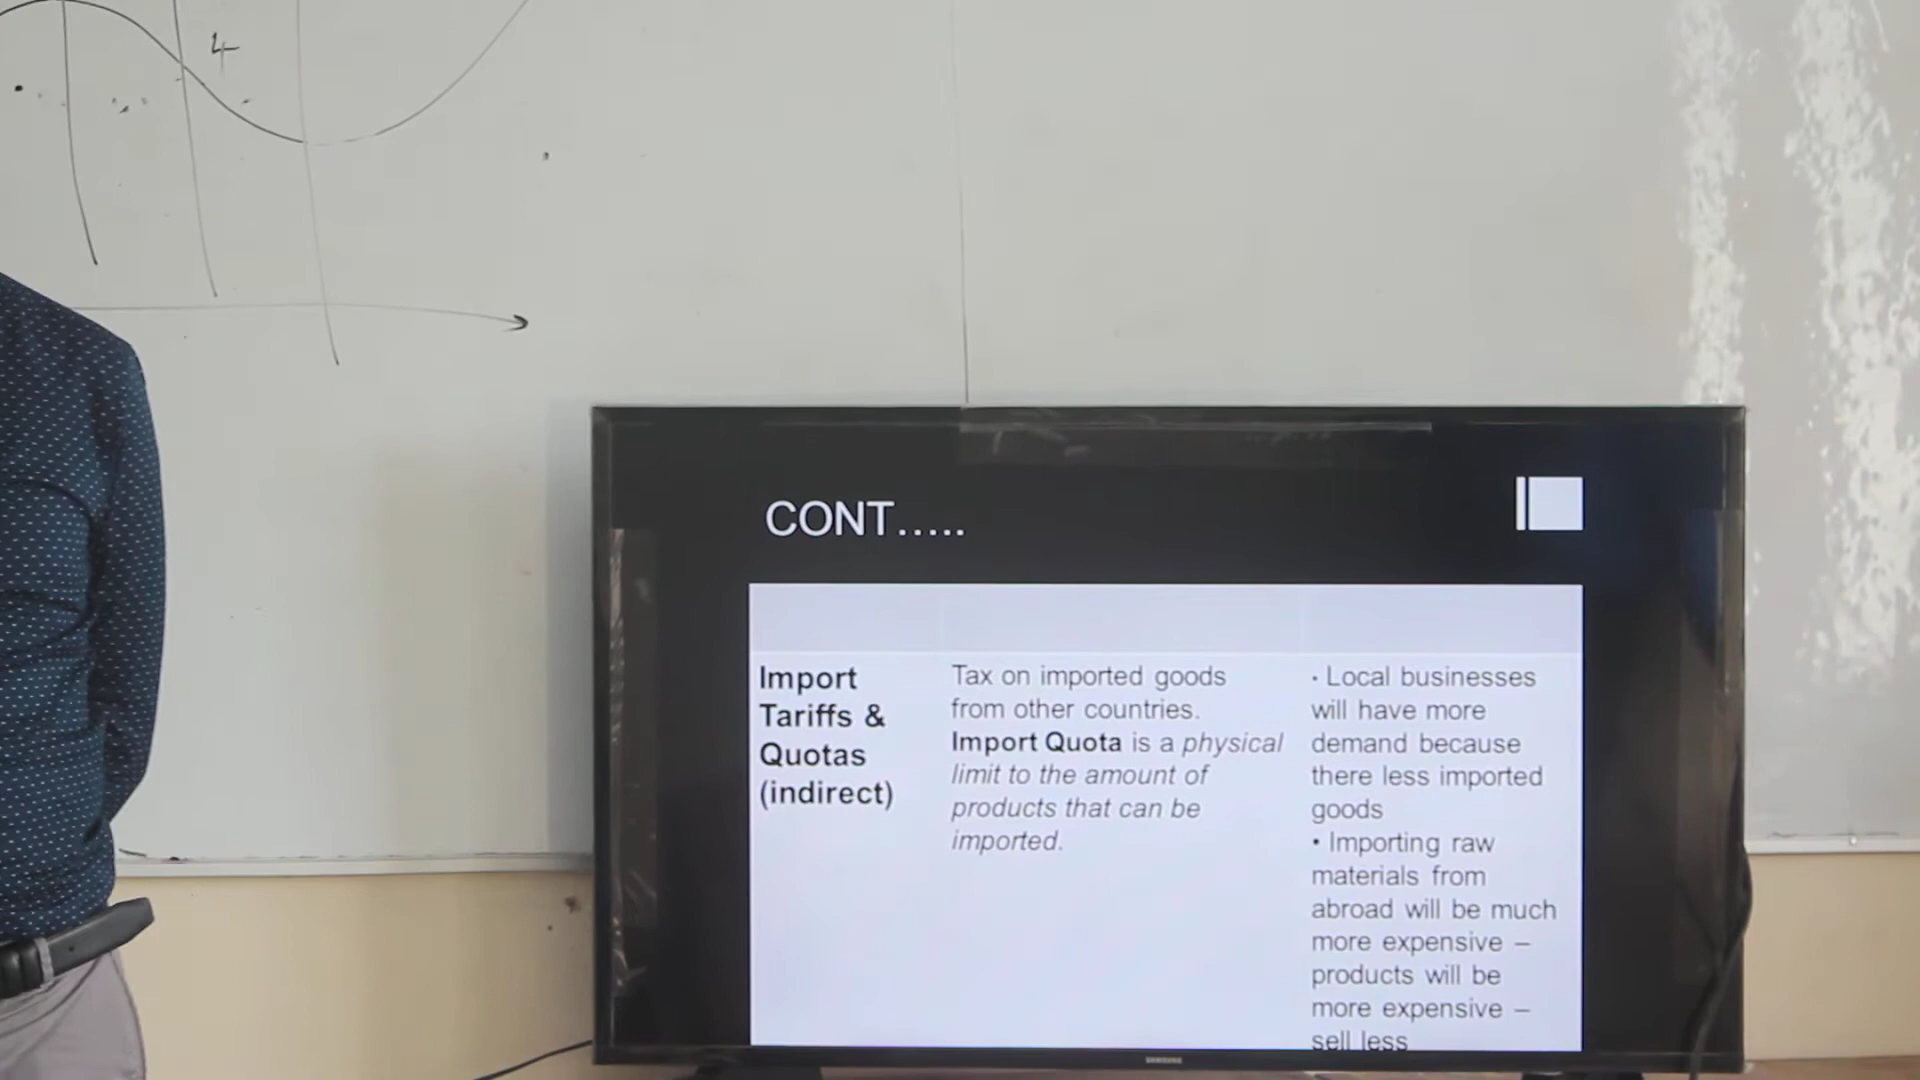 4
CONT.....
Import
Tariffs &
Quotas
(indirect)
Tax on imported goods
from other countries.
Import Quota is a physical
limit to the amount of
products that can be
imported.
· Local businesses
will have more
demand because
there less imported
goods
• Importing raw
materials from
abroad will be much
more expensive –
products will be
more expensive –
sell less
SAMSUNG